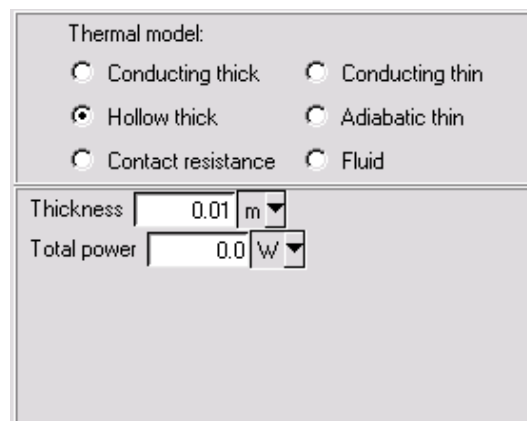 Thermal model:
Conducting thick Conducting thin
Hollow thick Adiabatic thin
Contact resistance Fluid
Thickness 0.01 m
Total power 0.0 W